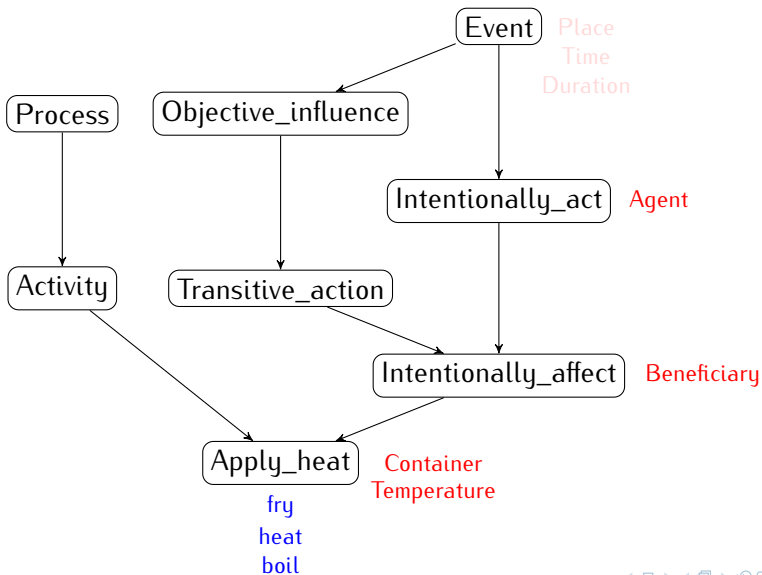 Event
Place
Time
Duration
Process
Objective_influence
Intentionally_act
Agent
Activity
Transitive_action
Intentionally_affect
Beneficiary
Apply_heat
Container
Temperature
fry
heat
boil